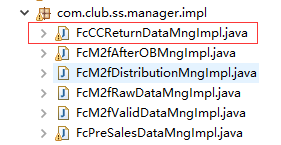 com.club.ss.manager.impl
FcCCReturnDataMngImpl.java
FcM2fAfterOBMngImpl.java
FcM2fDistributionMngImpl.java
FcM2fRawDataMngImpl.java
FcM2fValidDataMngImpl.java
FcPreSalesDataMngImpl.java